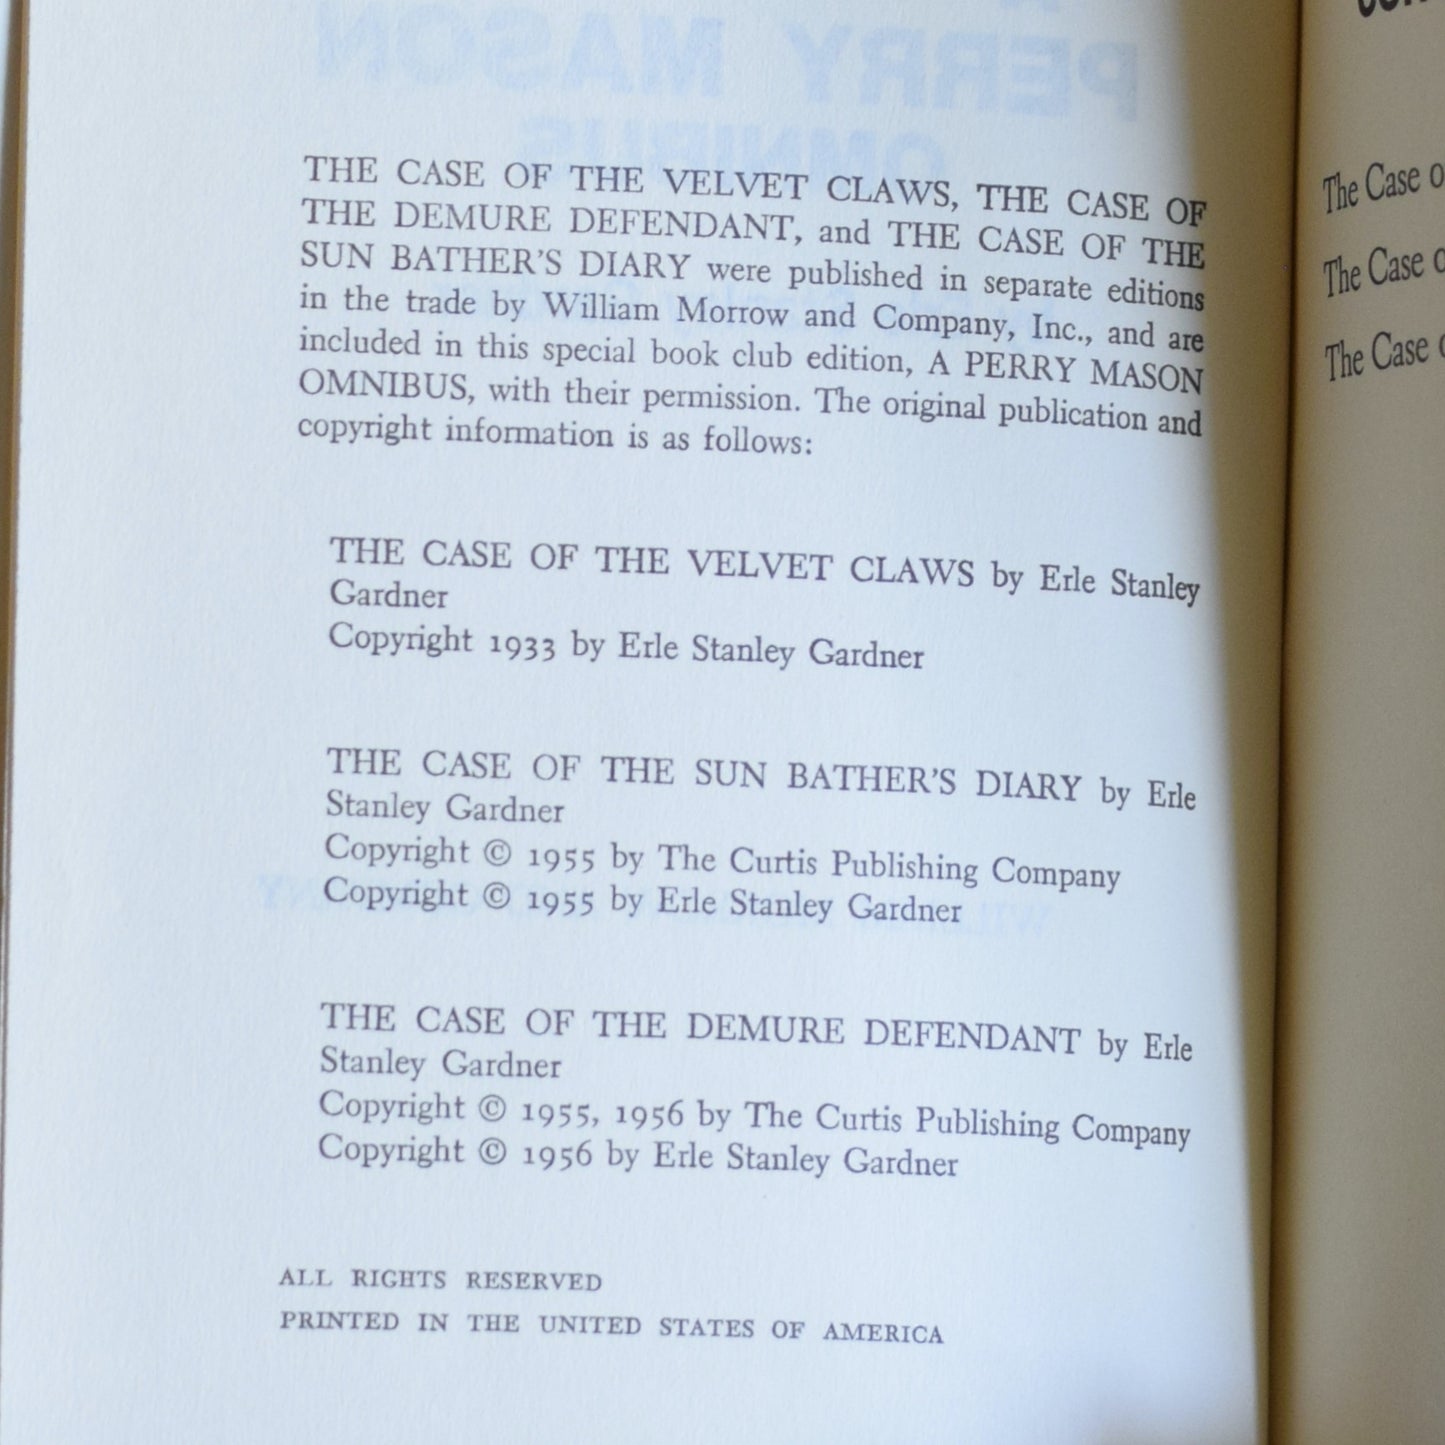 THE CASE OF THE VELVET CLAWS, THE CASE OF
THE DEMURE DEFENDANT, and THE CASE OF THE
SUN BATHER'S DIARY were published in separate editions
in the trade by William Morrow and Company, Inc., and are
included in this special book club edition, A PERRY MASON
OMNIBUS, with their permission. The original publication and
copyright information is as follows:
THE CASE OF THE VELVET CLAWS by Erle Stanley
Gardner
Copyright 1933 by Erle Stanley Gardner
THE CASE OF THE SUN BATHER'S DIARY by Erle
Stanley Gardner
Copyright © 1955 by The Curtis Publishing Company
Copyright © 1955 by Erle Stanley Gardner
THE CASE OF THE DEMURE DEFENDANT by Erle
Stanley Gardner
Copyright © 1955, 1956 by The Curtis Publishing Company
Copyright © 1956 by Erle Stanley Gardner
ALL RIGHTS RESERVED
PRINTED IN THE UNITED STATES OF AMERICA
The Case o
The Case
The Case